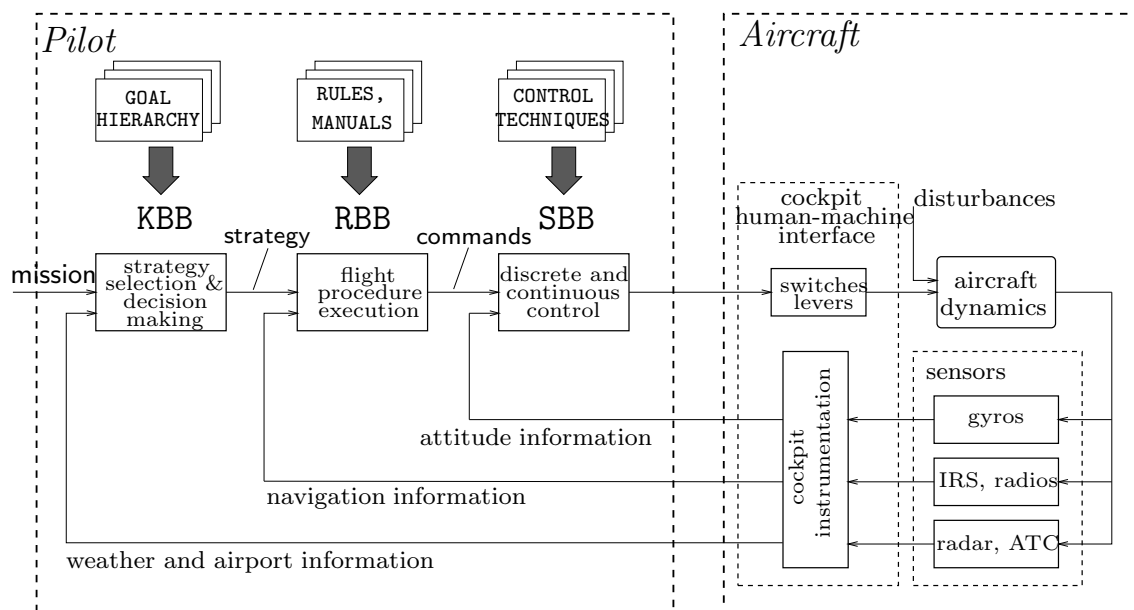 Pilot
Aircraft
GOAL
HIERARCHY
RULES,
MANUALS
CONTROL
TECHNIQUES
KBB
RBB
SBB
strategy
commands
mission
strategy
selection &
decision
making
flight
procedure
execution
discrete and
continuous
control
cockpit
human-machine
interface
disturbances
switches
levers
aircraft
dynamics
sensors
gyros
IRS, radios
radar, ATC
cockpit
instrumentation
attitude information
navigation information
weather and airport information